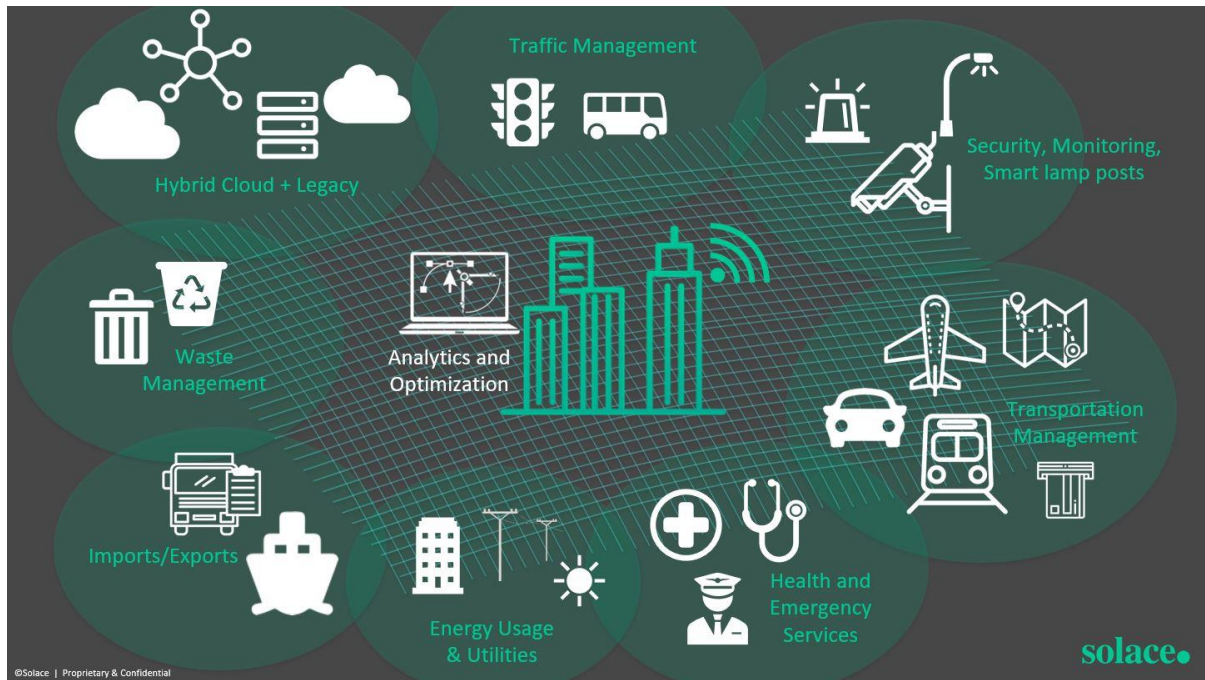 Traffic Management
Security, Monitoring,
Smart lamp posts
Hybrid Cloud + Legacy
Analytics and
Optimization
Waste
Management
Transportation
Management
Imports/Exports
Health and
Emergency
Services
Energy Usage
& Utilities
solace.
©Solace | Proprietary & Confidential